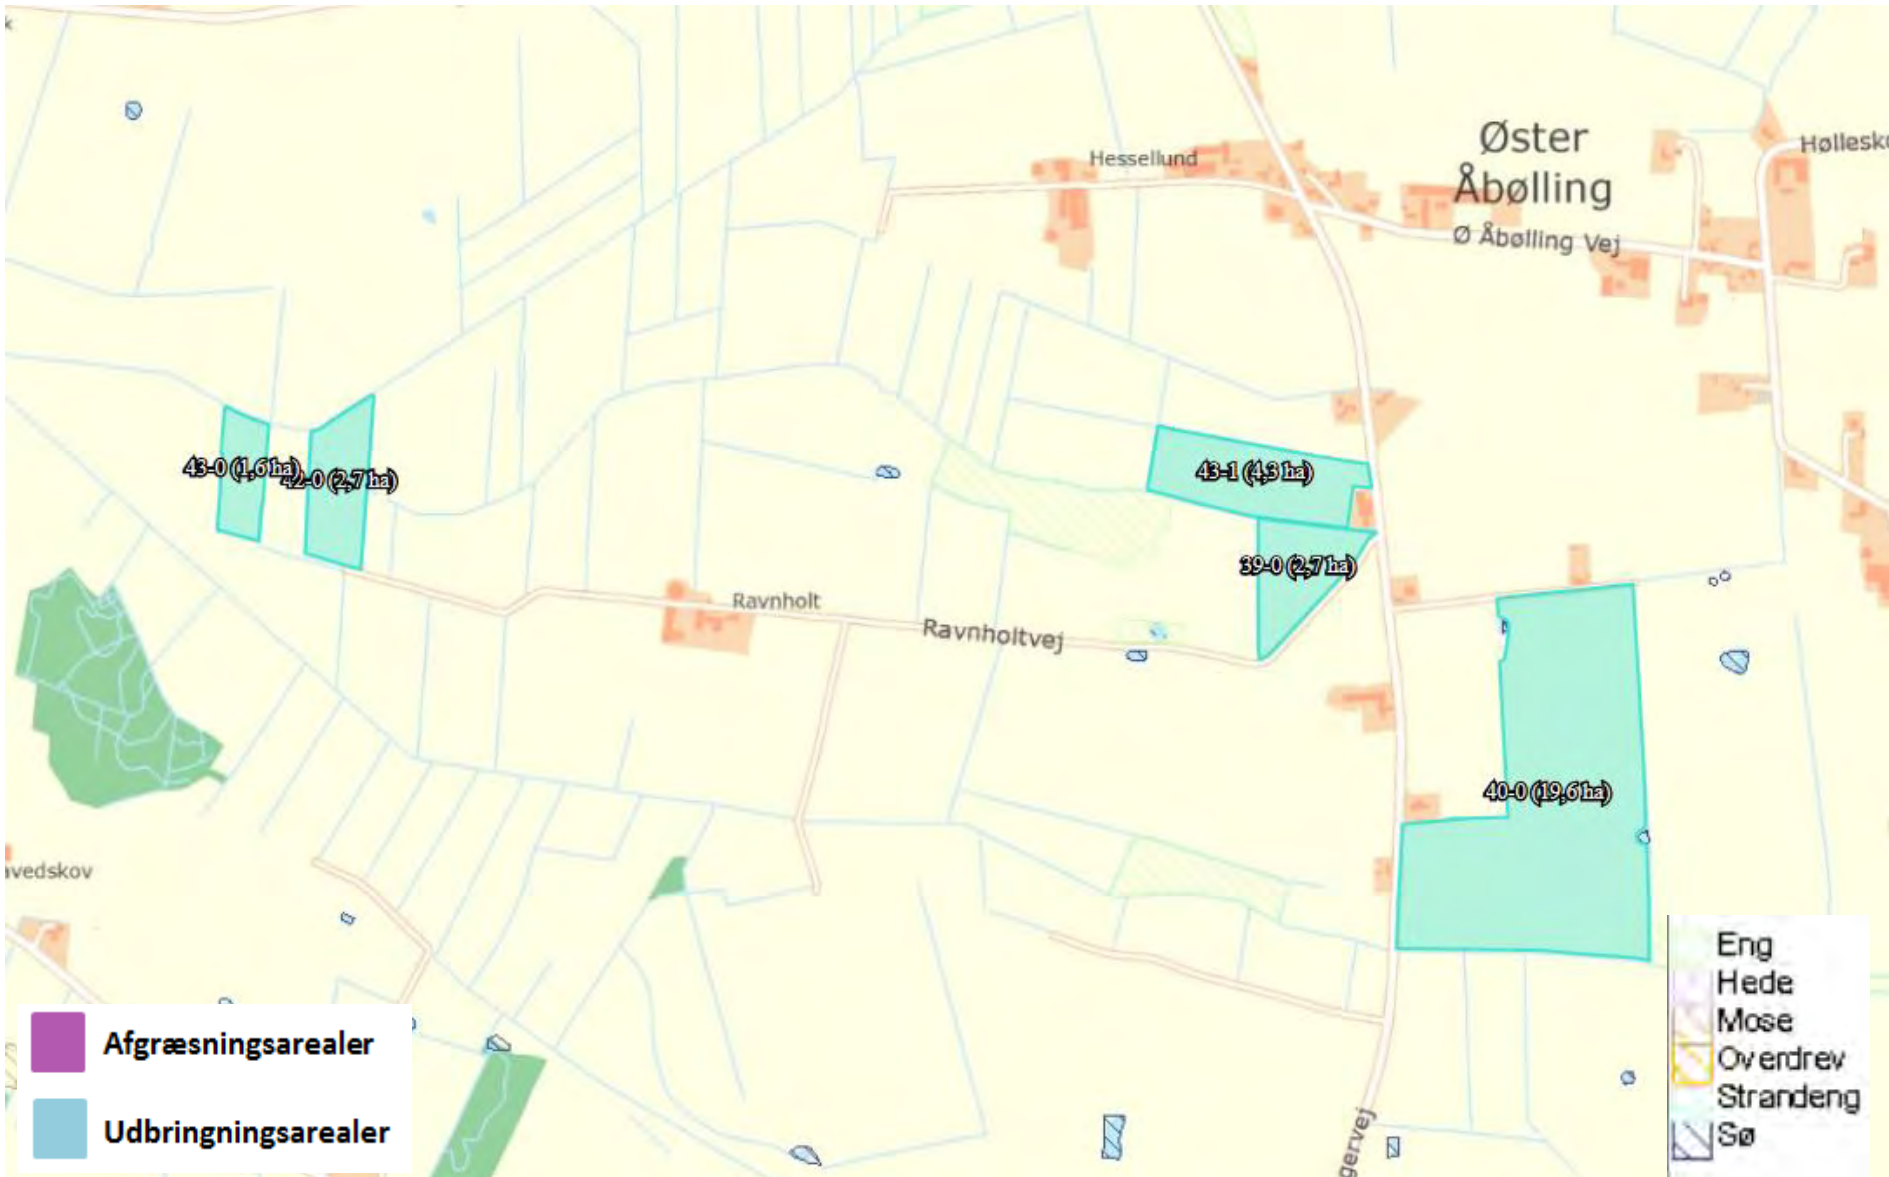 Øster
Åbølling
Hessellund
Ø Åbølling Vej
43-0 (1,6 ha)
42-0 (2,7 ha)
43-1 (4,3 ha)
39-0 (2,7 ha)
Ravnholt
Ravnholtvej
40-0 (19,6 ha)
avedskov
gervej
Afgræsningsarealer
Udbringningsarealer
Eng
Hede
Mose
Overdrev
Strandeng
Sø